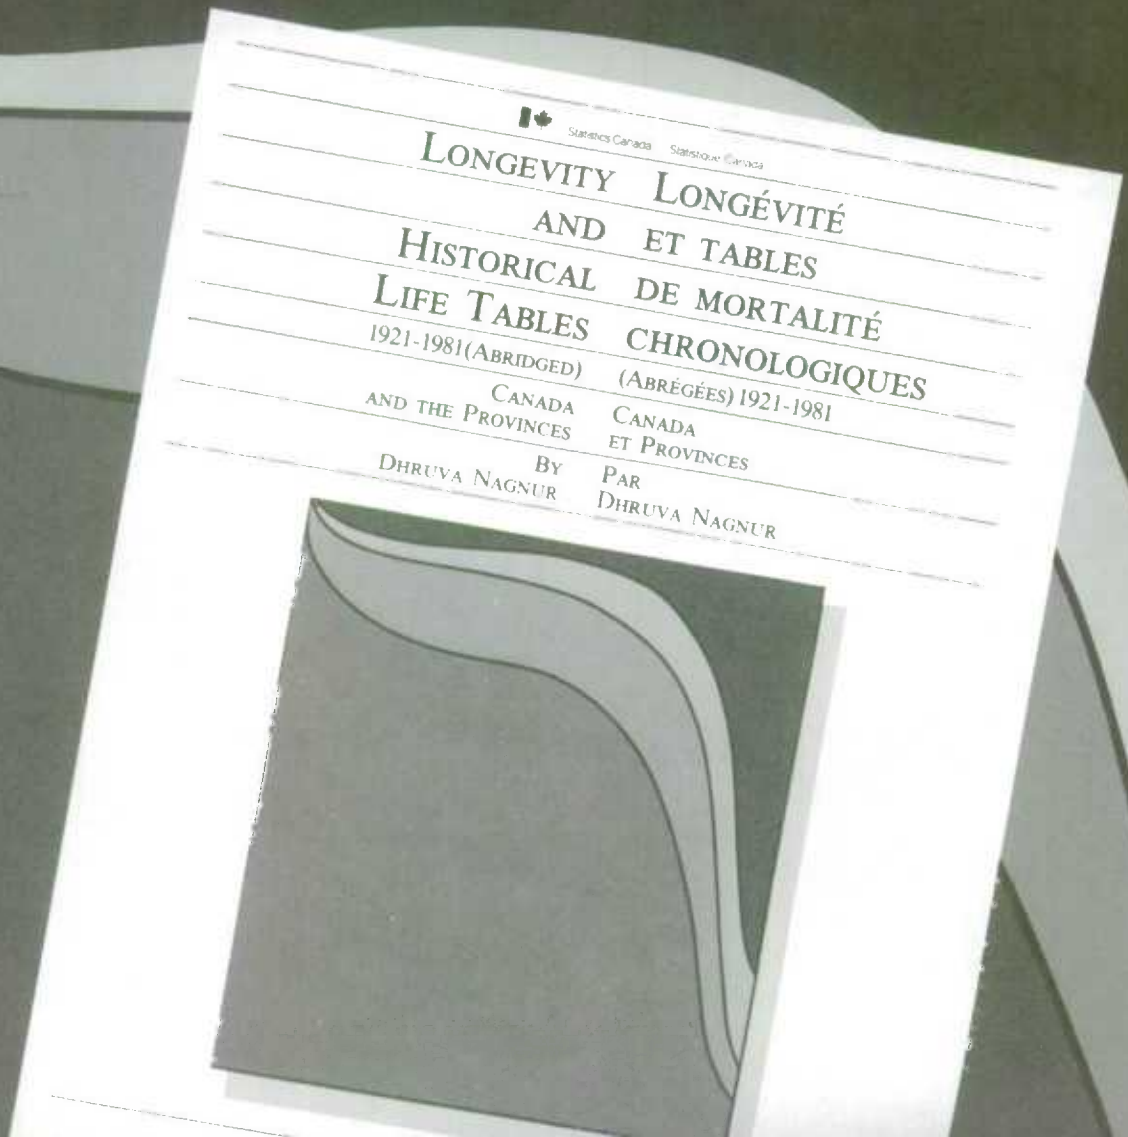 Statistics Canada Statistique Canada
LONGEVITY
AND
HISTORICAL
LIFE TABLES
1921-1981 (ABRIDGED)
CANADA
AND THE PROVINCES
BY
DHRUVA NAGNUR
LONGÉVITÉ
ET TABLES
DE MORTALITÉ
CHRONOLOGIQUES
(ABRÉGÉES) 1921-1981
CANADA
ET PROVINCES
PAR
DHRUVA NAGNUR